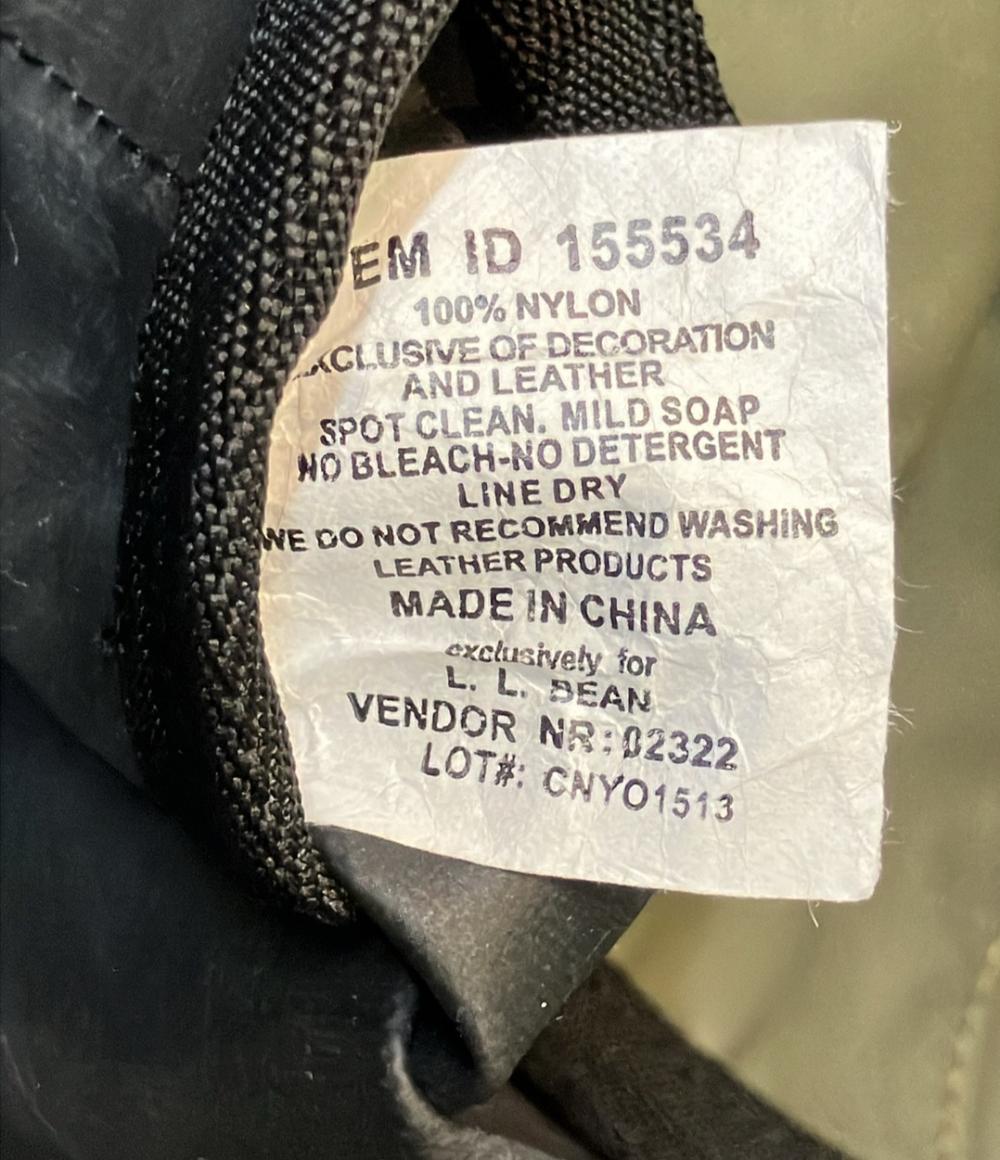 EM ID 155534
100% NYLON
XCLUSIVE OF DECORATION
AND LEATHER
SPOT CLEAN. MILD SOAP
NO BLEACH-NO DETERGENT
LINE DRY
WE DO NOT RECOMMEND WASHING
LEATHER PRODUCTS
MADE IN CHINA
exclusively for
L. L. BEAN
VENDOR NR:02322
LOT#: CNYO1513